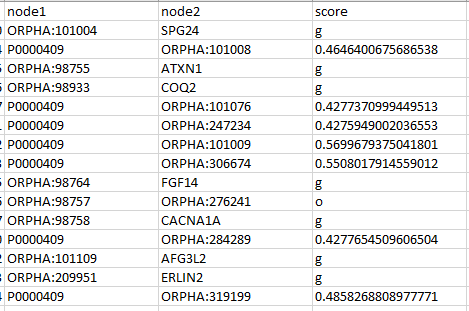 node1 node2 score
ORPHA:101004 SPG24 g
P0000409 ORPHA:101008 0.4646400675686538
ORPHA:98755 ATXN1 g
ORPHA:98933 COQ2 g
P0000409 ORPHA:101076 0.4277370999449513
P0000409 ORPHA:247234 0.4275949002036553
P0000409 ORPHA:101009 0.5699679375041801
P0000409 ORPHA:306674 0.5508017914559012
ORPHA:98764 FGF14 g
ORPHA:98757 ORPHA:276241 o
ORPHA:98758 CACNA1A g
P0000409 ORPHA:284289 0.4277654509606504
ORPHA:101109 AFG3L2 g
ORPHA:209951 ERLIN2 g
P0000409 ORPHA:319199 0.4858268808977771